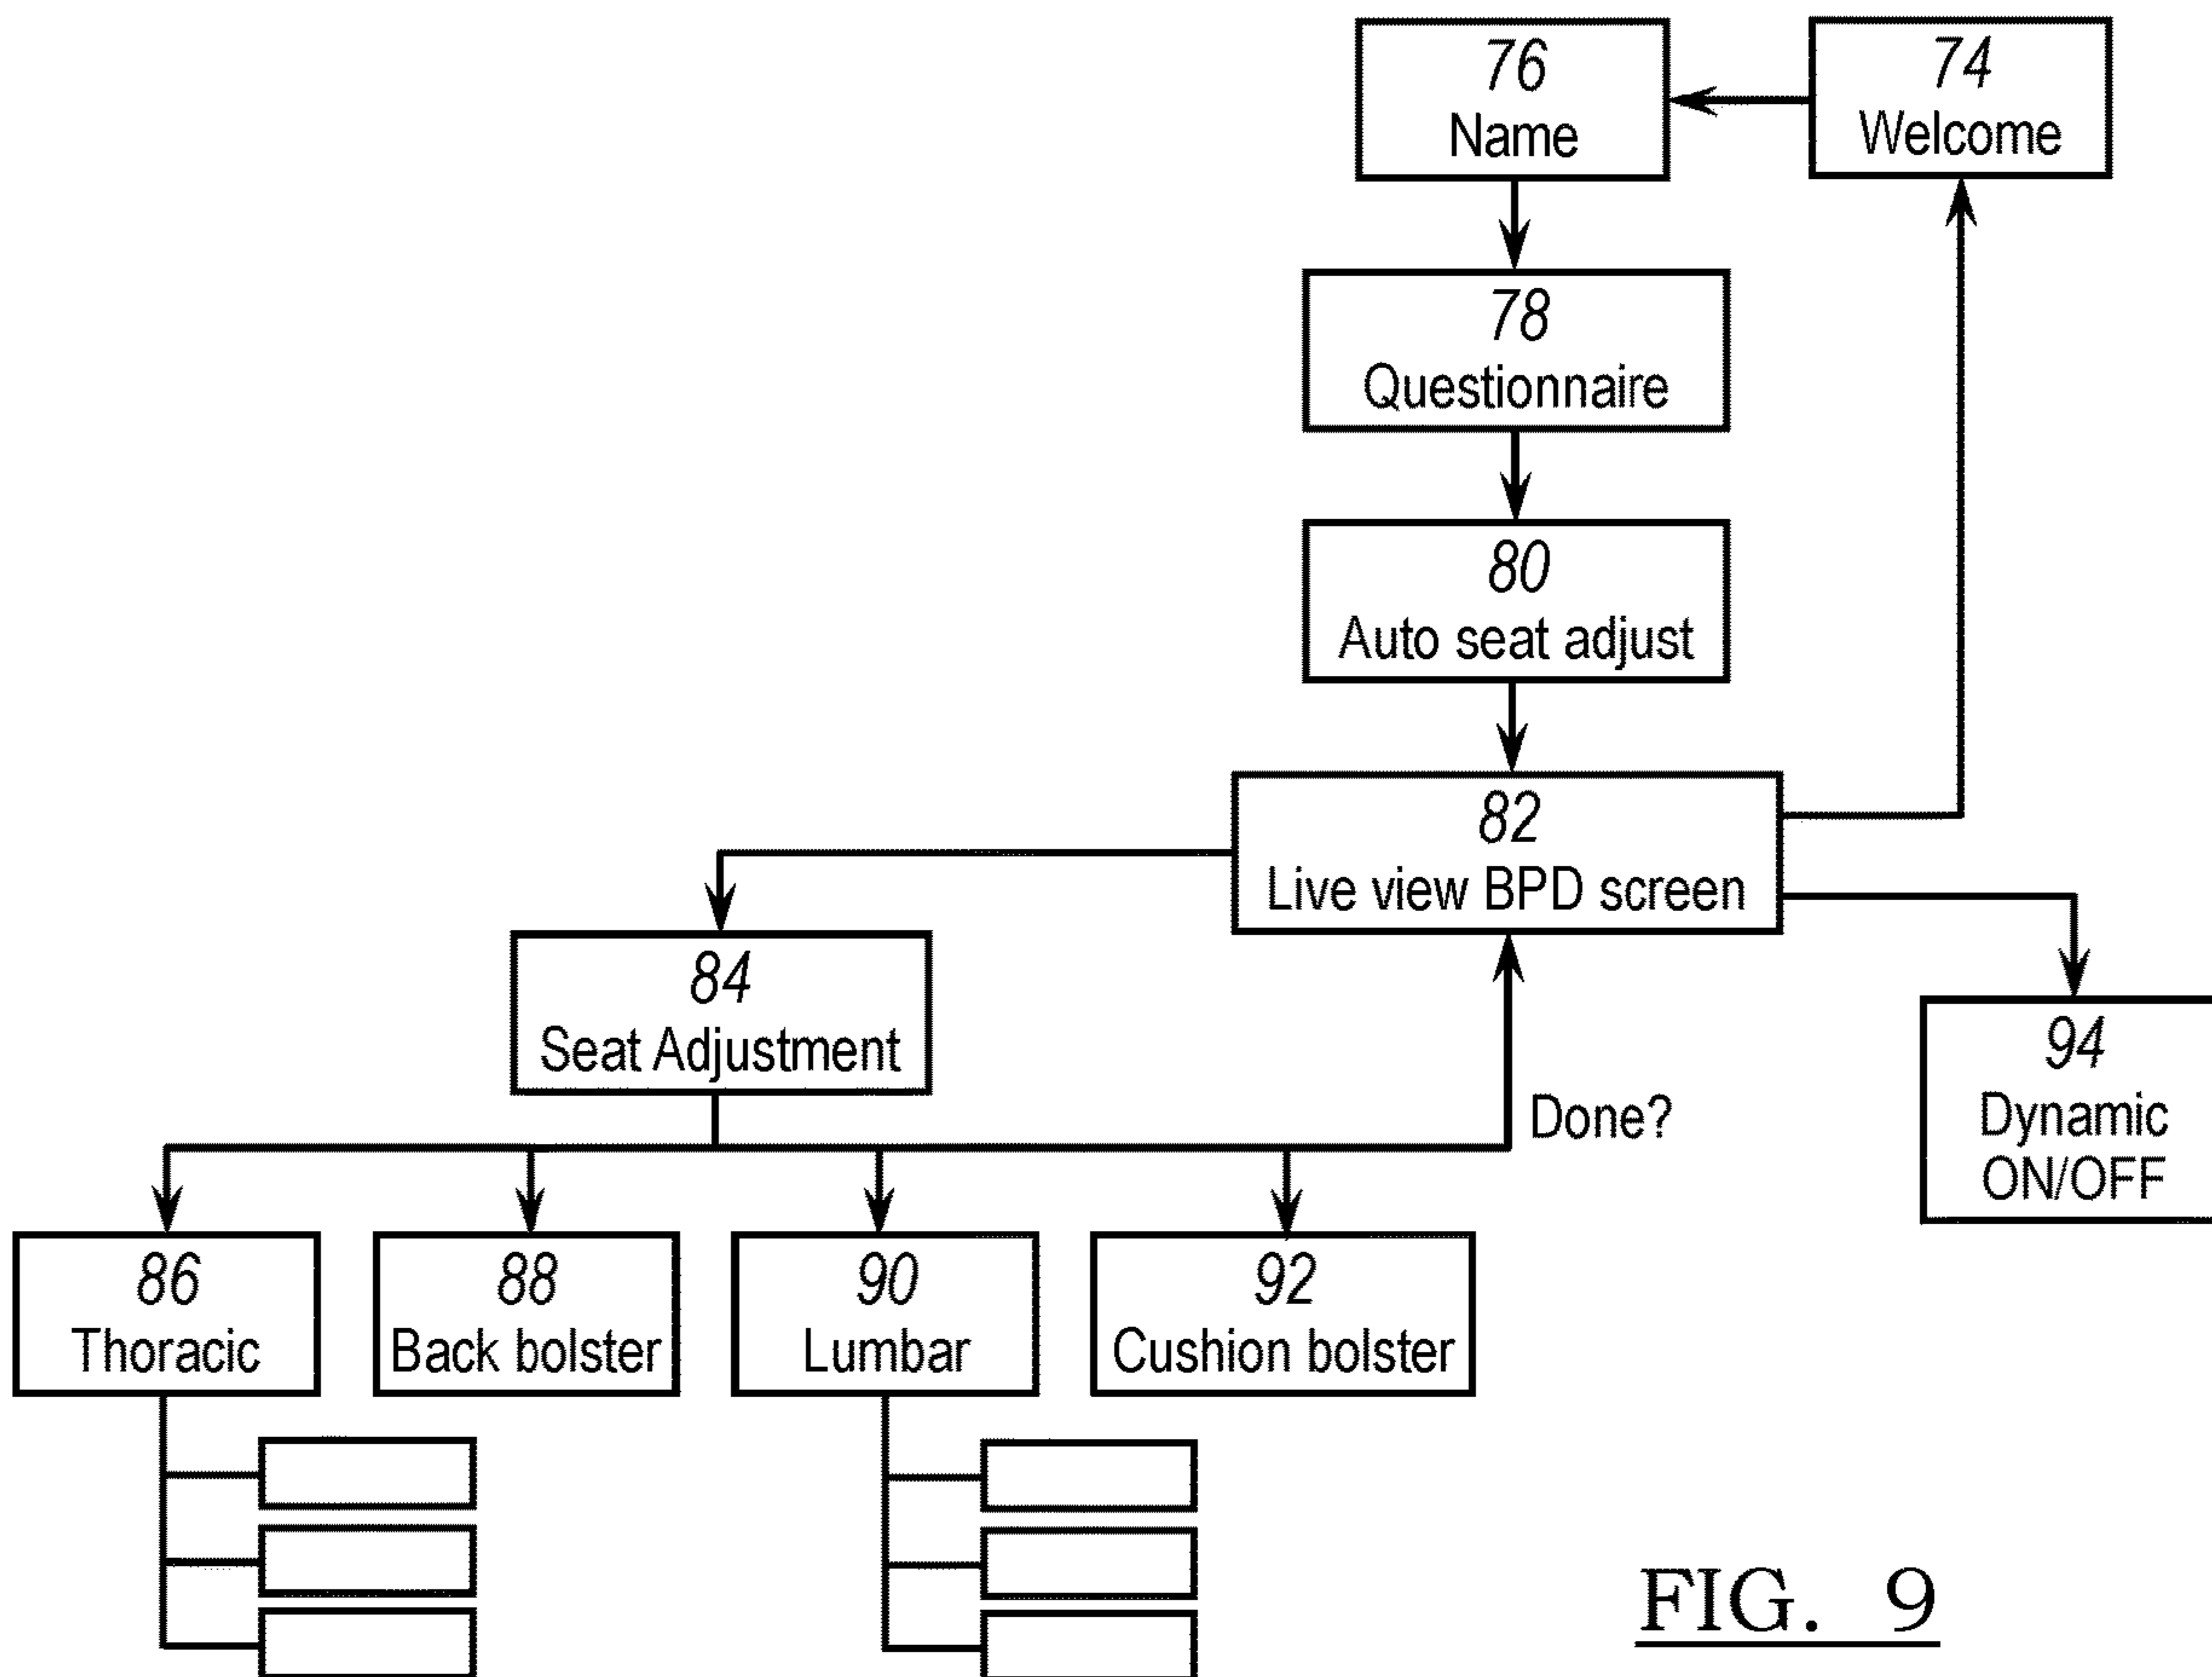 76
Name
74
Welcome
78
Questionnaire
80
Auto seat adjust
82
Live view BPD screen
84
Seat Adjustment
94
Dynamic
ON/OFF
Done?
86
Thoracic
88
Back bolster
90
Lumbar
92
Cushion bolster
FIG. 9